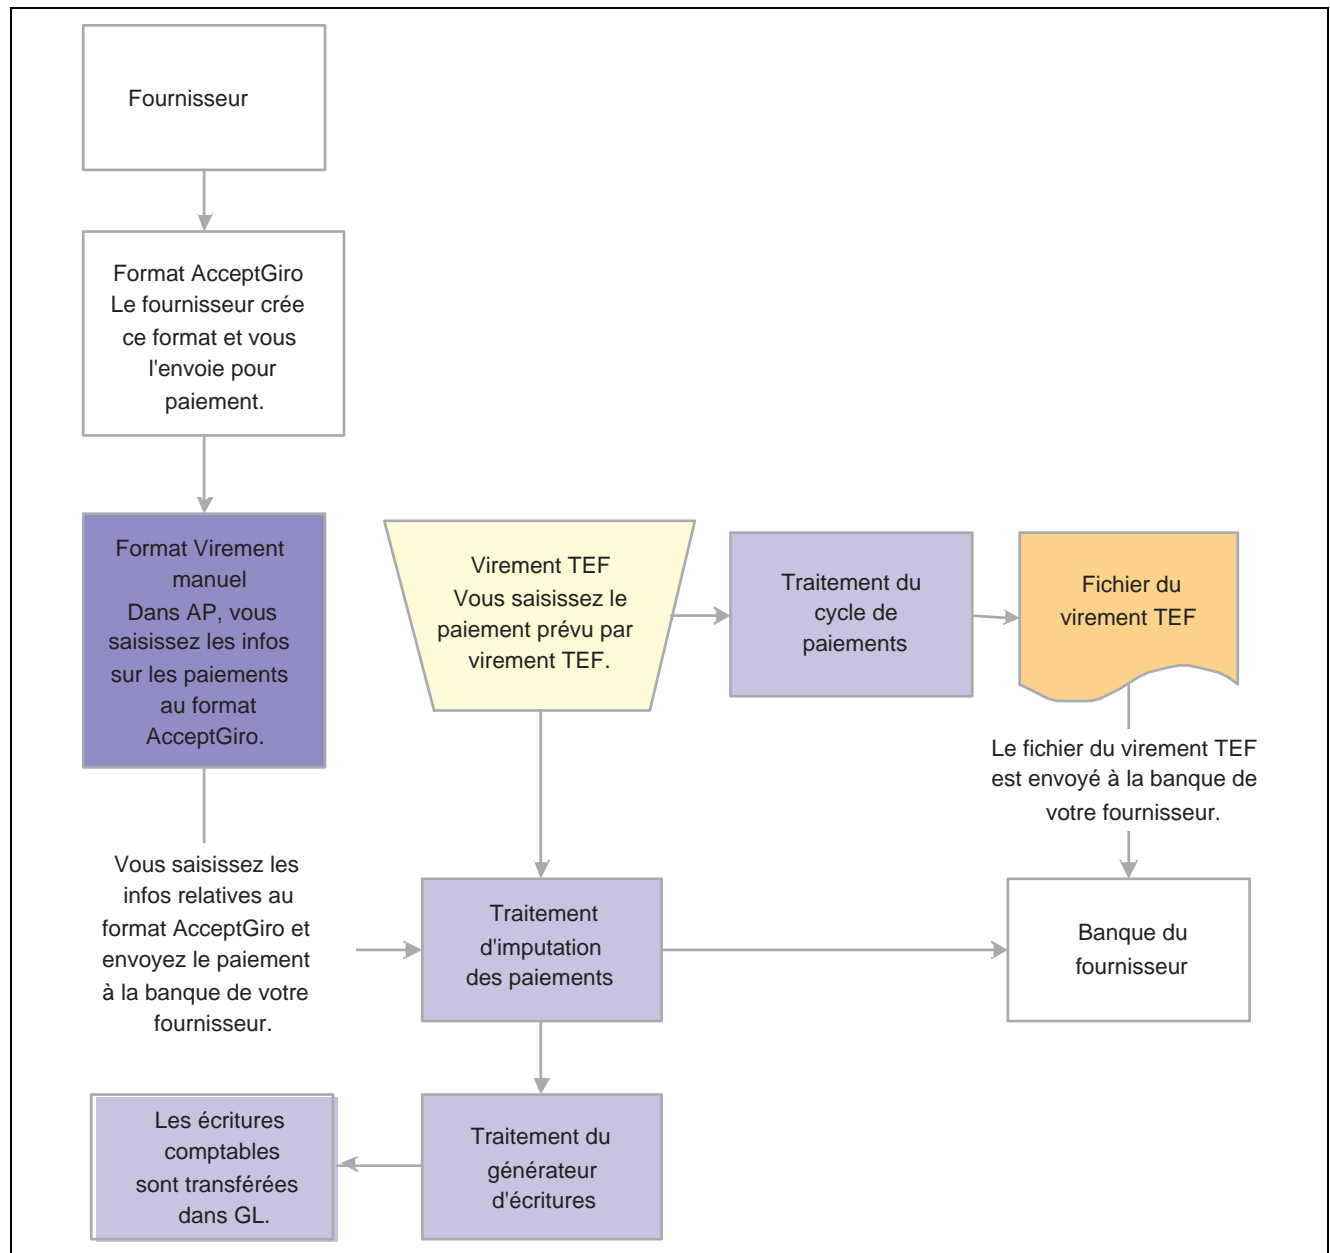 Fournisseur
Format AcceptGiro
Le fournisseur crée
ce format et vous
l'envoie pour
paiement.
Format Virement
manuel
Dans AP, vous
saisissez les infos
sur les paiements
au format
AcceptGiro.
Virement TEF
Vous saisissez le
paiement prévu par
virement TEF.
Traitement du
cycle de
paiements
Fichier du
virement TEF
Le fichier du virement TEF
est envoyé à la banque de
votre fournisseur.
Vous saisissez les
infos relatives au
format AcceptGiro et
envoyez le paiement
à la banque de votre
fournisseur.
Traitement
d'imputation
des paiements
Banque du
fournisseur
Les écritures
comptables
sont transférées
dans GL.
Traitement du
générateur
d'écritures